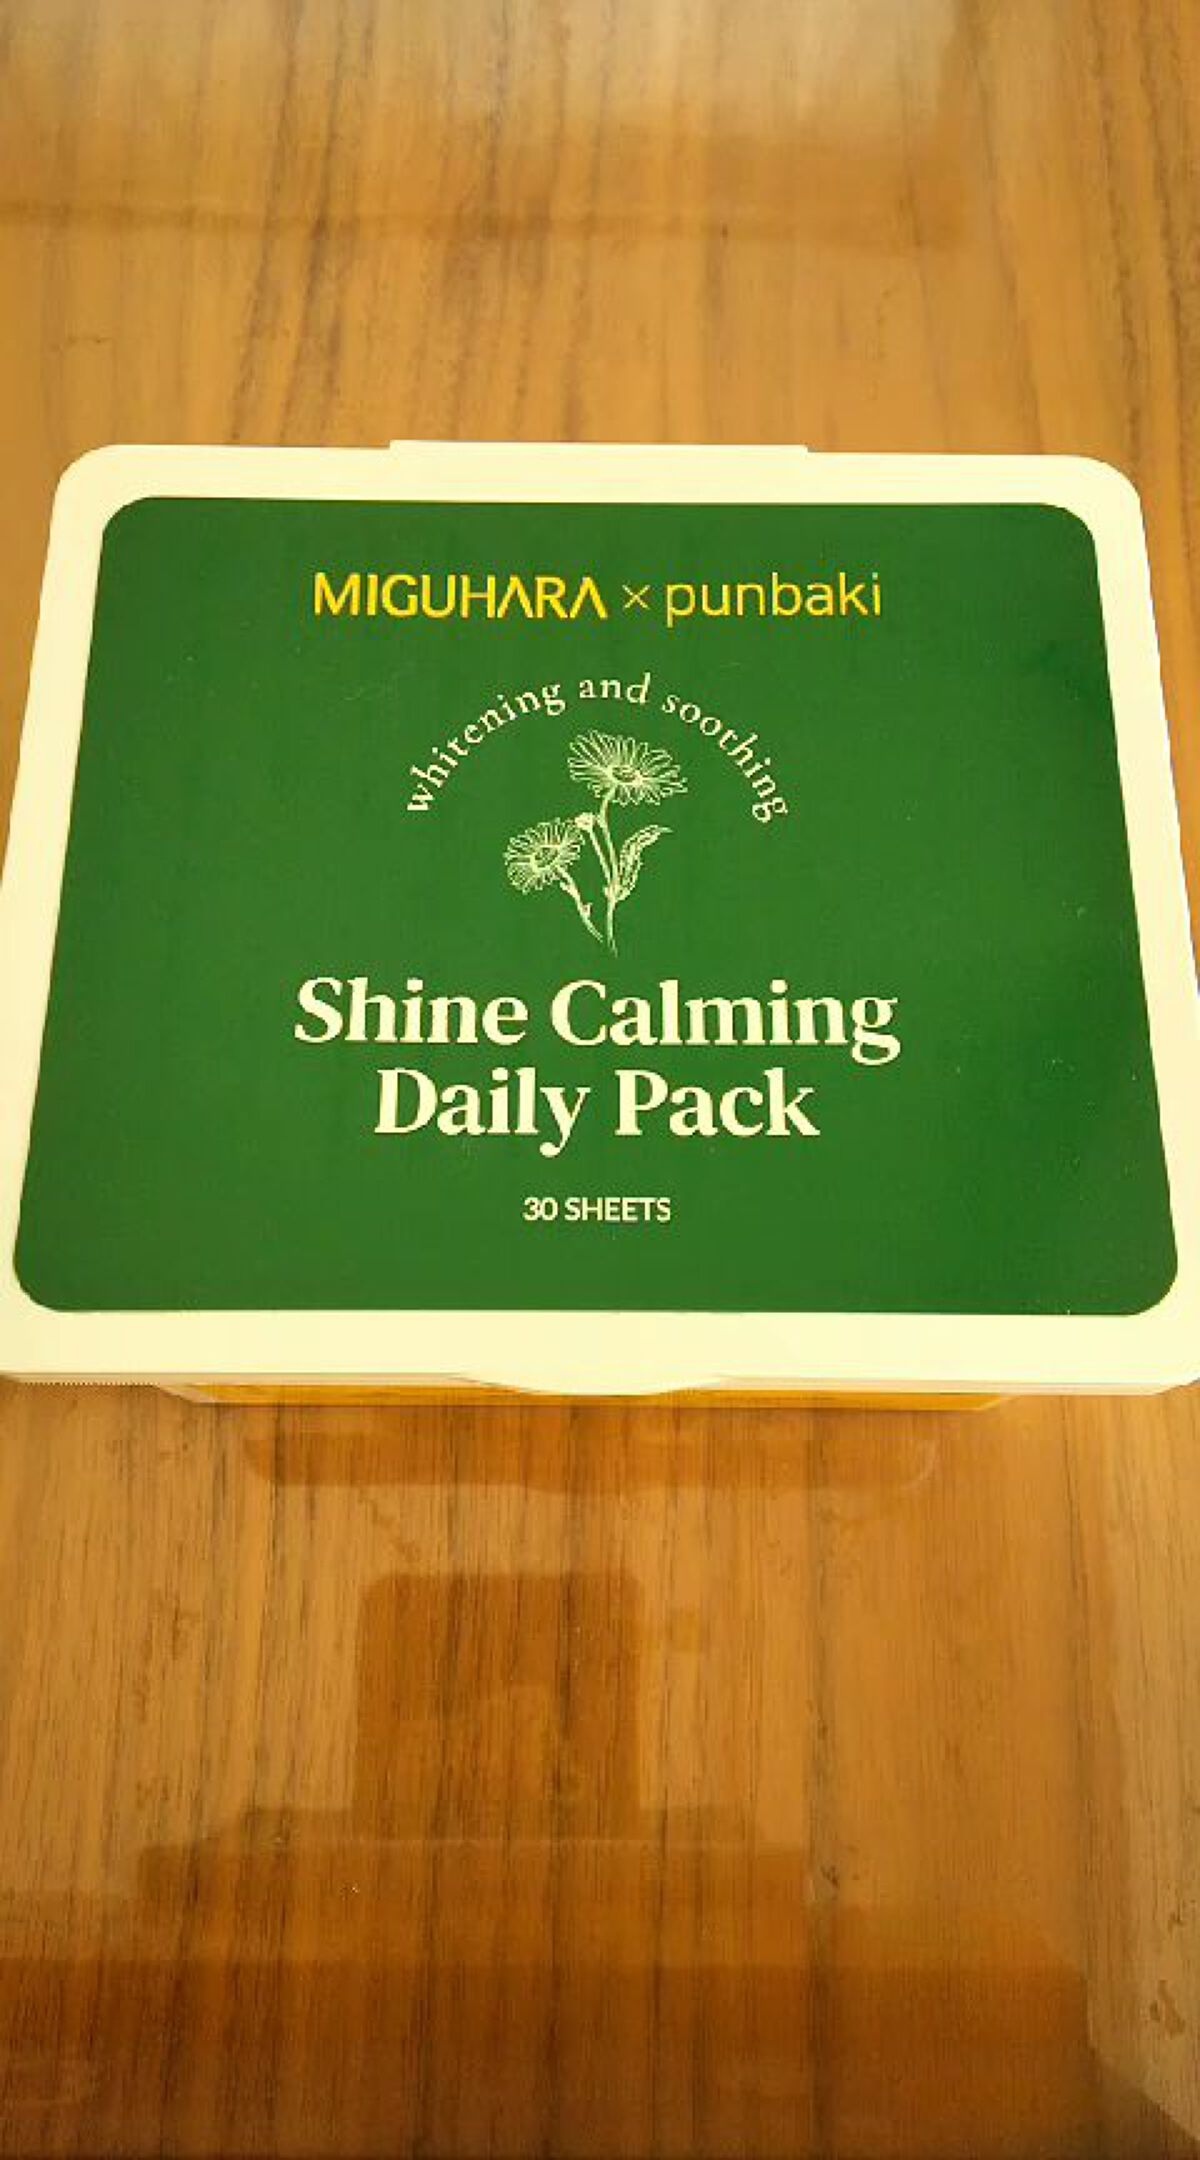 MIGUHARA × punbaki
whitening and soothing
Shine Calming
Daily Pack
30 SHEETS